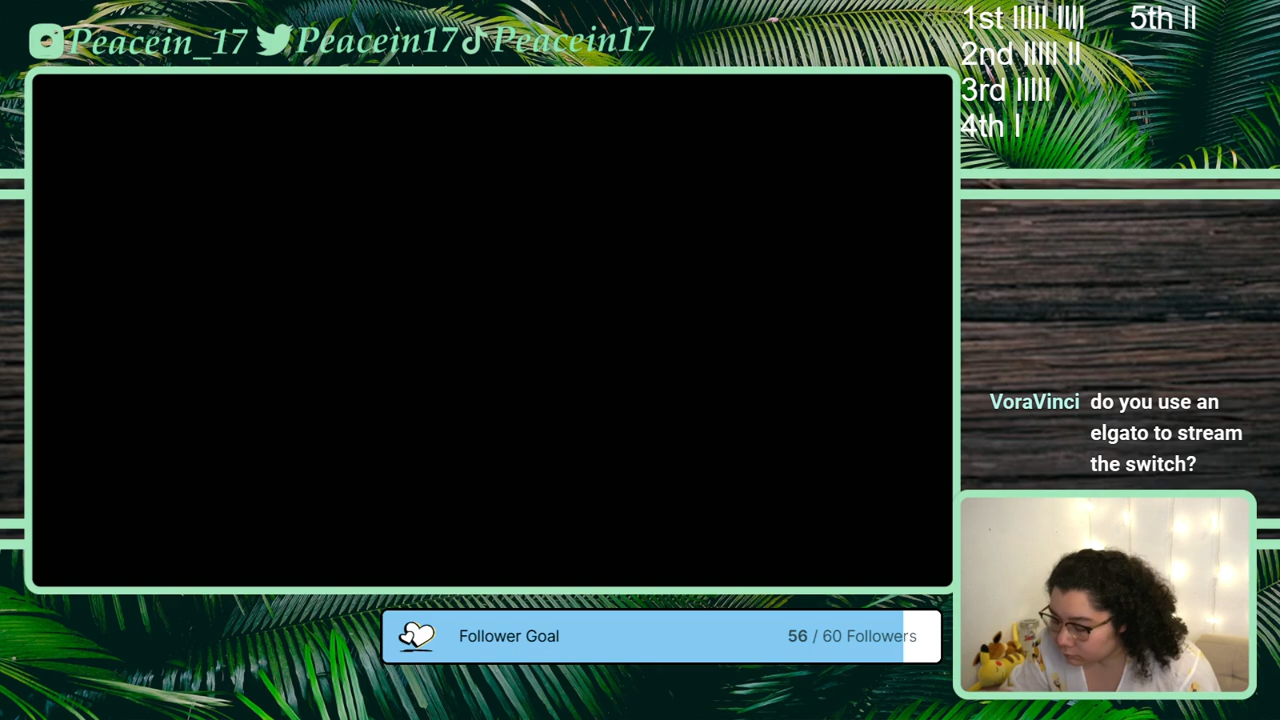 Peacein_17 Peacein17 Peacein17
1st IIIII IIII 5th II
2nd IIIII II
3rd IIIII
4th I
VoraVinci do you use an
elgato to stream
the switch?
Follower Goal 56 / 60 Followers